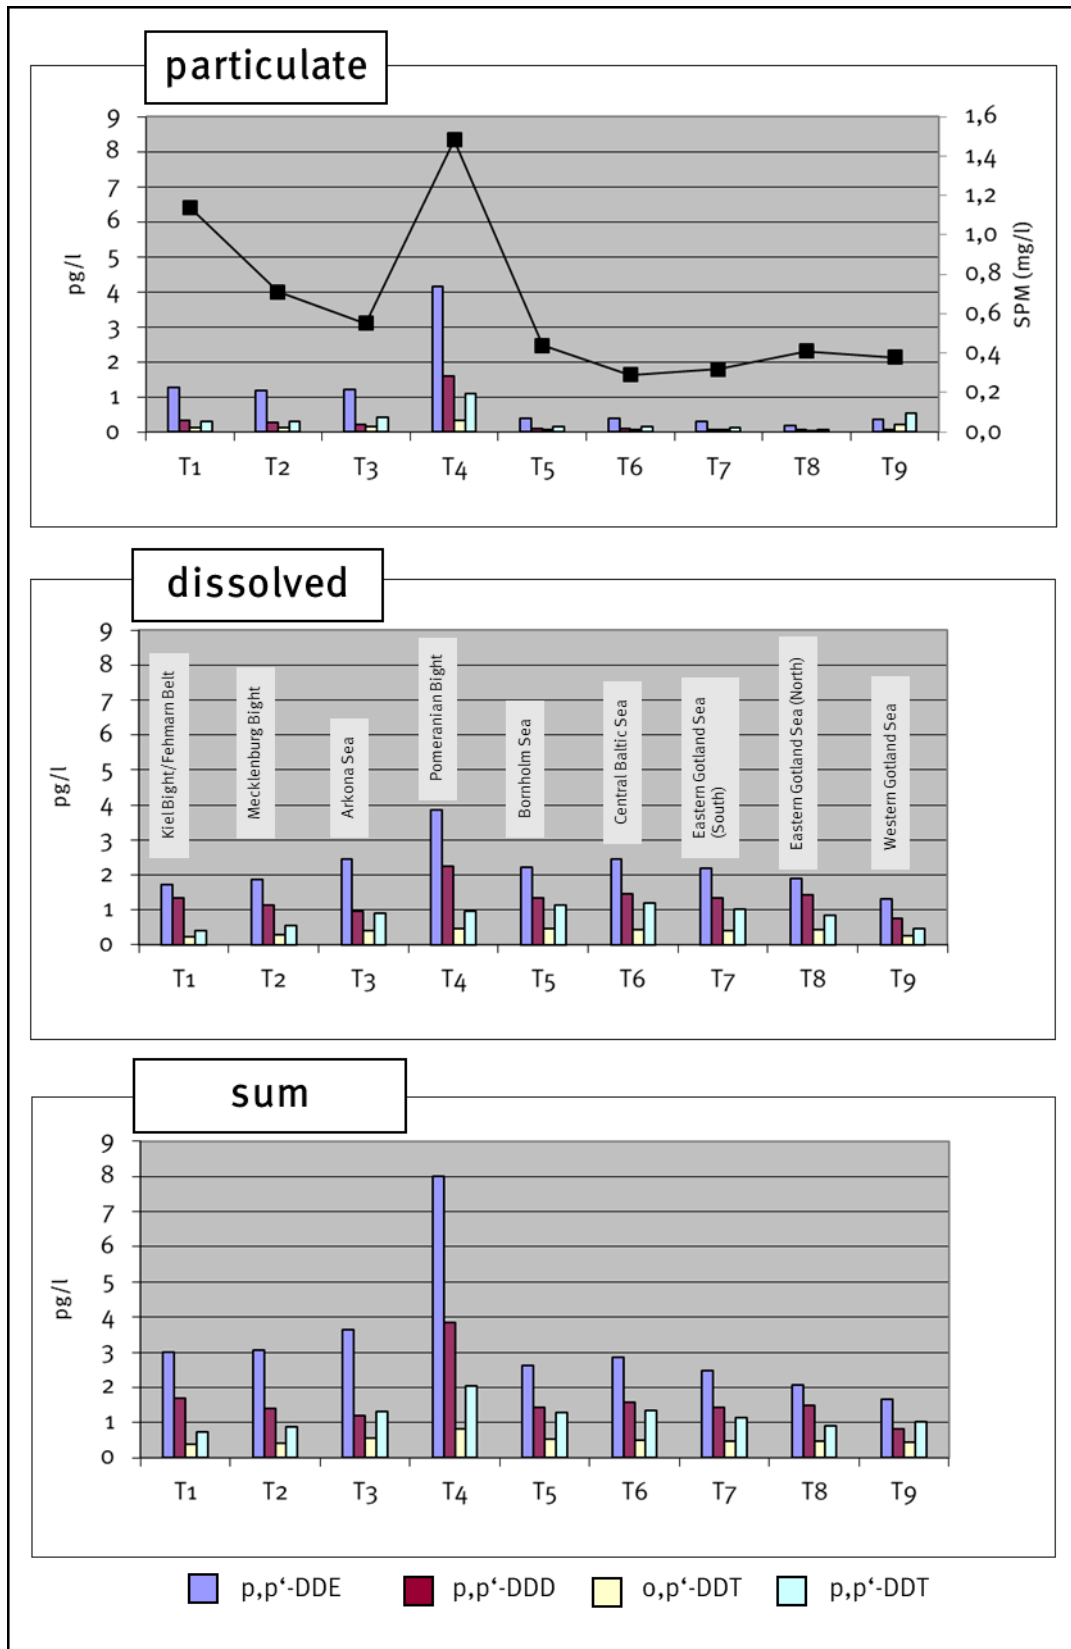 particulate
9
8
7
6
5
4
3
2
1
0
pg/l
1,6
1,4
1,2
1,0
0,8
0,6
0,4
0,2
0,0
SPM (mg/l)
T1 T2 T3 T4 T5 T6 T7 T8 T9
dissolved
9
8
7
6
5
4
3
2
1
0
pg/l
Kiel Bight/Fehmarn Belt
Mecklenburg Bight
Arkona Sea
Pomeranian Bight
Bornholm Sea
Central Baltic Sea
Eastern Gotland Sea
(South)
Eastern Gotland Sea (North)
Western Gotland Sea
T1 T2 T3 T4 T5 T6 T7 T8 T9
sum
9
8
7
6
5
4
3
2
1
0
pg/l
T1 T2 T3 T4 T5 T6 T7 T8 T9
p,p‘-DDE p,p‘-DDD o,p‘-DDT p,p‘-DDT